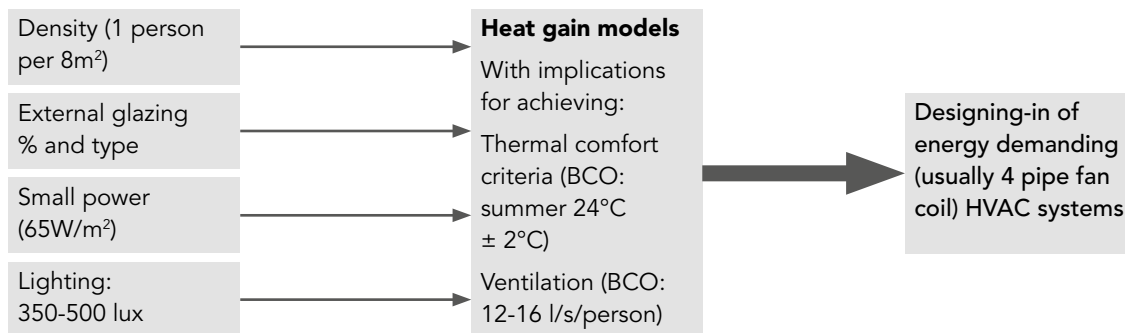 Density (1 person
per 8m²)
External glazing
% and type
Small power
(65W/m²)
Lighting:
350-500 lux
Heat gain models
With implications
for achieving:
Thermal comfort
criteria (BCO:
summer 24°C
± 2°C)
Ventilation (BCO:
12-16 l/s/person)
Designing-in of
energy demanding
(usually 4 pipe fan
coil) HVAC systems